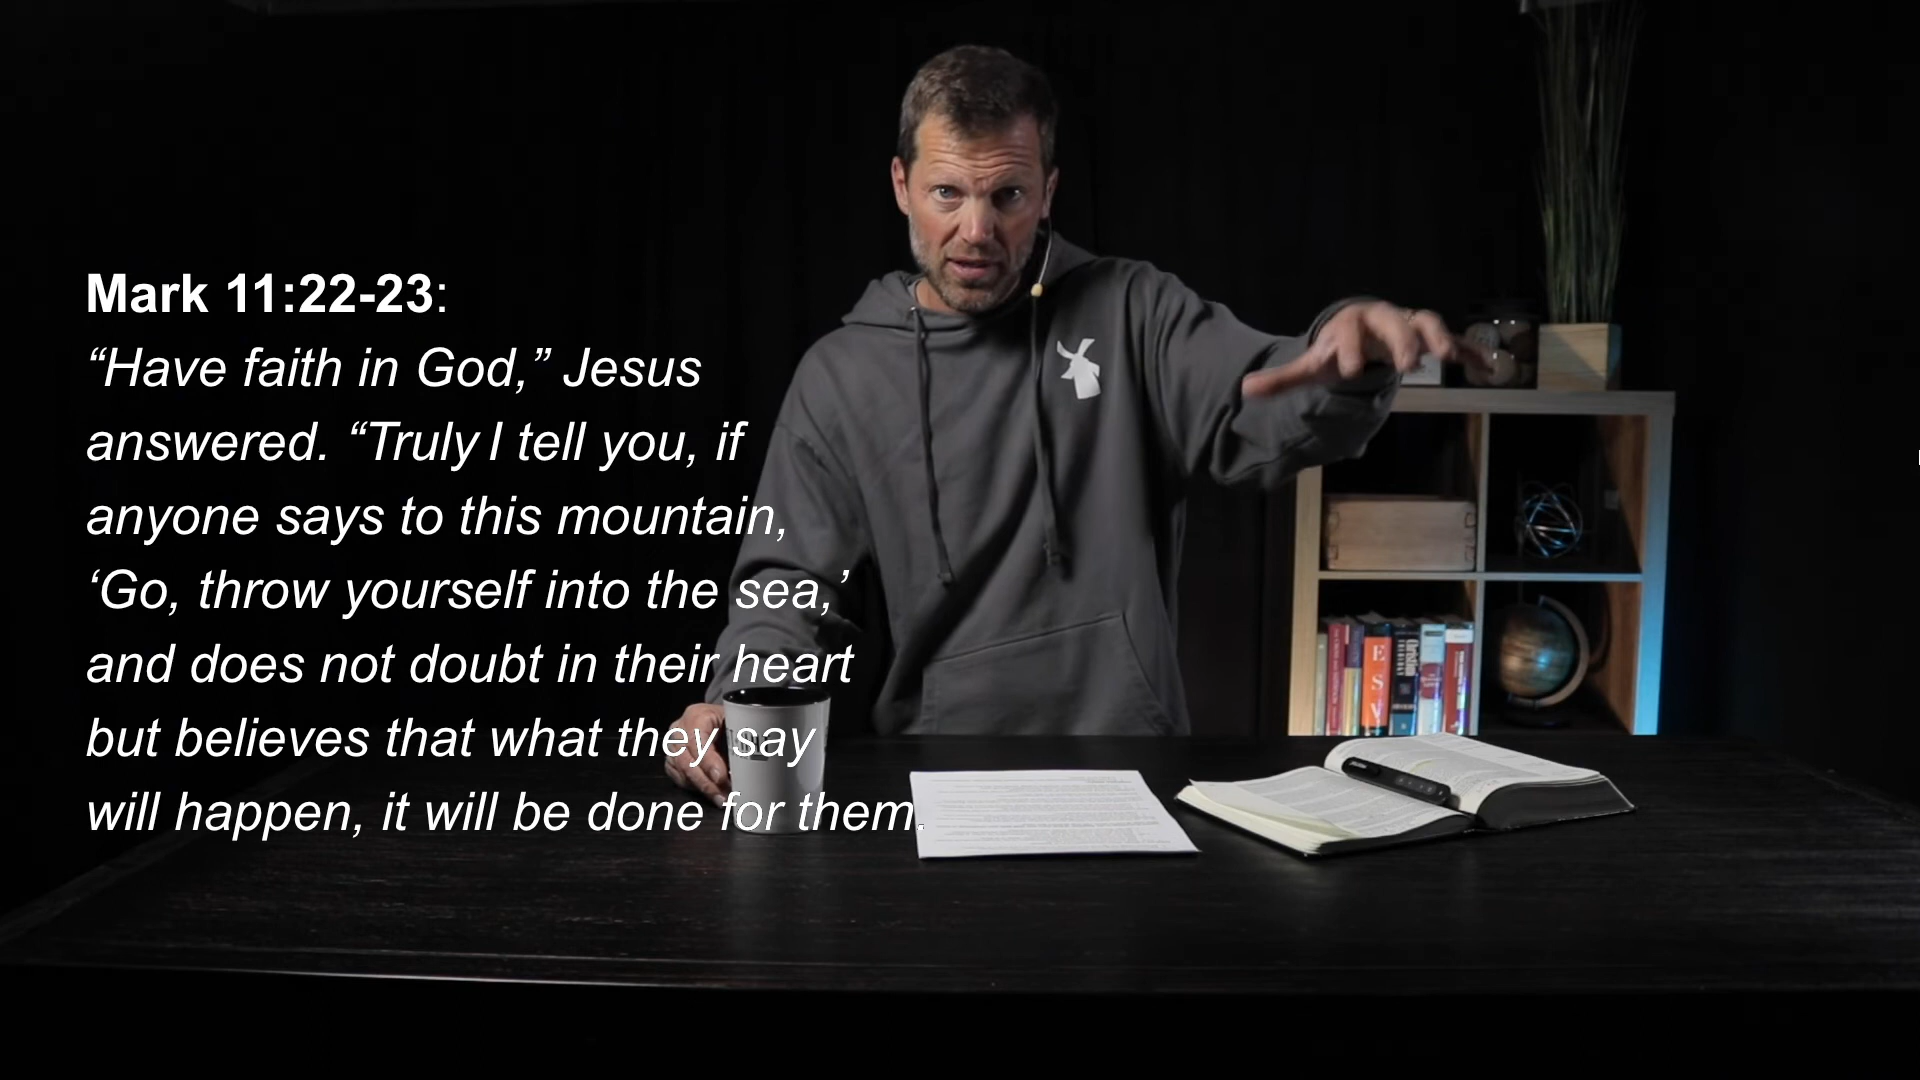 Mark 11:22-23:
“Have faith in God,” Jesus
answered. “Truly I tell you, if
anyone says to this mountain,
‘Go, throw yourself into the sea,’
and does not doubt in their heart
but believes that what they say
will happen, it will be done for them.
E
S
V
Christian